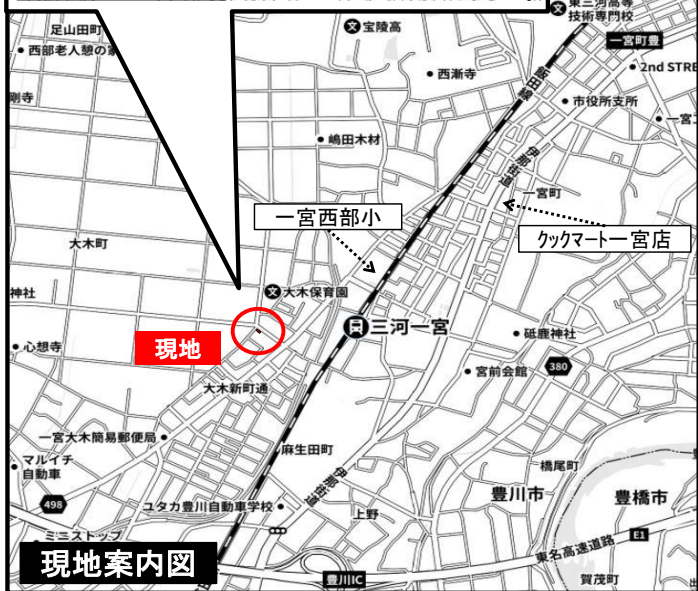 足山田町
西部老人憩の家
剛寺
宝陵高
東三河高等
技術専門校
一宮町豊
2nd STRE
西漸寺
飯田線
市役所支所
嶋田木材
伊那街道
一宮町
一宮西部小
クックマート一宮店
大木町
神社
大木保育園
三河一宮
砥鹿神社
現地
心想寺
宮前会館
380
大木新町通
一宮大木簡易郵便局
麻生田町
マルイチ
自動車
伊那街道
橋尾町
豊川市
豊橋市
498
ユタカ豊川自動車学校
上野
ミニストップ
E1
東名高速道路
現地案内図
豊川IC
賀茂町